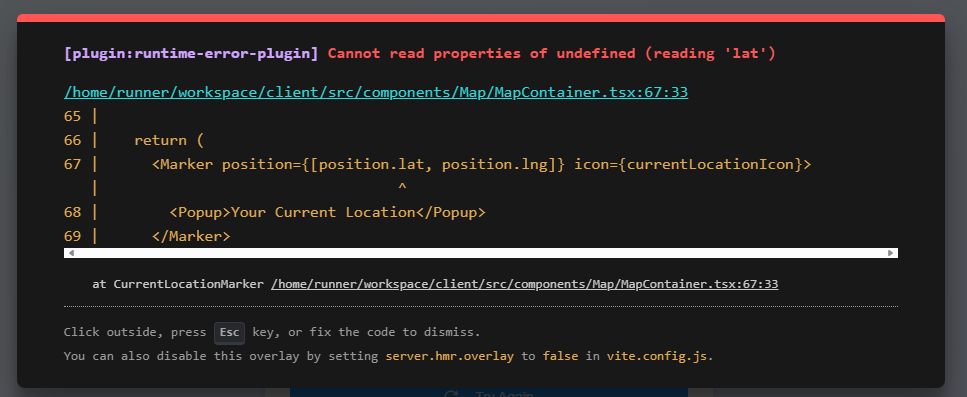 [plugin:runtime-error-plugin] Cannot read properties of undefined (reading 'lat')
/home/runner/workspace/client/src/components/Map/MapContainer.tsx:67:33
65 |
66 |    return (
67 |      <Marker position={[position.lat, position.lng]} icon={currentLocationIcon}>
   |                                 ^
68 |        <Popup>Your Current Location</Popup>
69 |      </Marker>
at CurrentLocationMarker /home/runner/workspace/client/src/components/Map/MapContainer.tsx:67:33
Click outside, press Esc key, or fix the code to dismiss.
You can also disable this overlay by setting server.hmr.overlay to false in vite.config.js.
Try Again